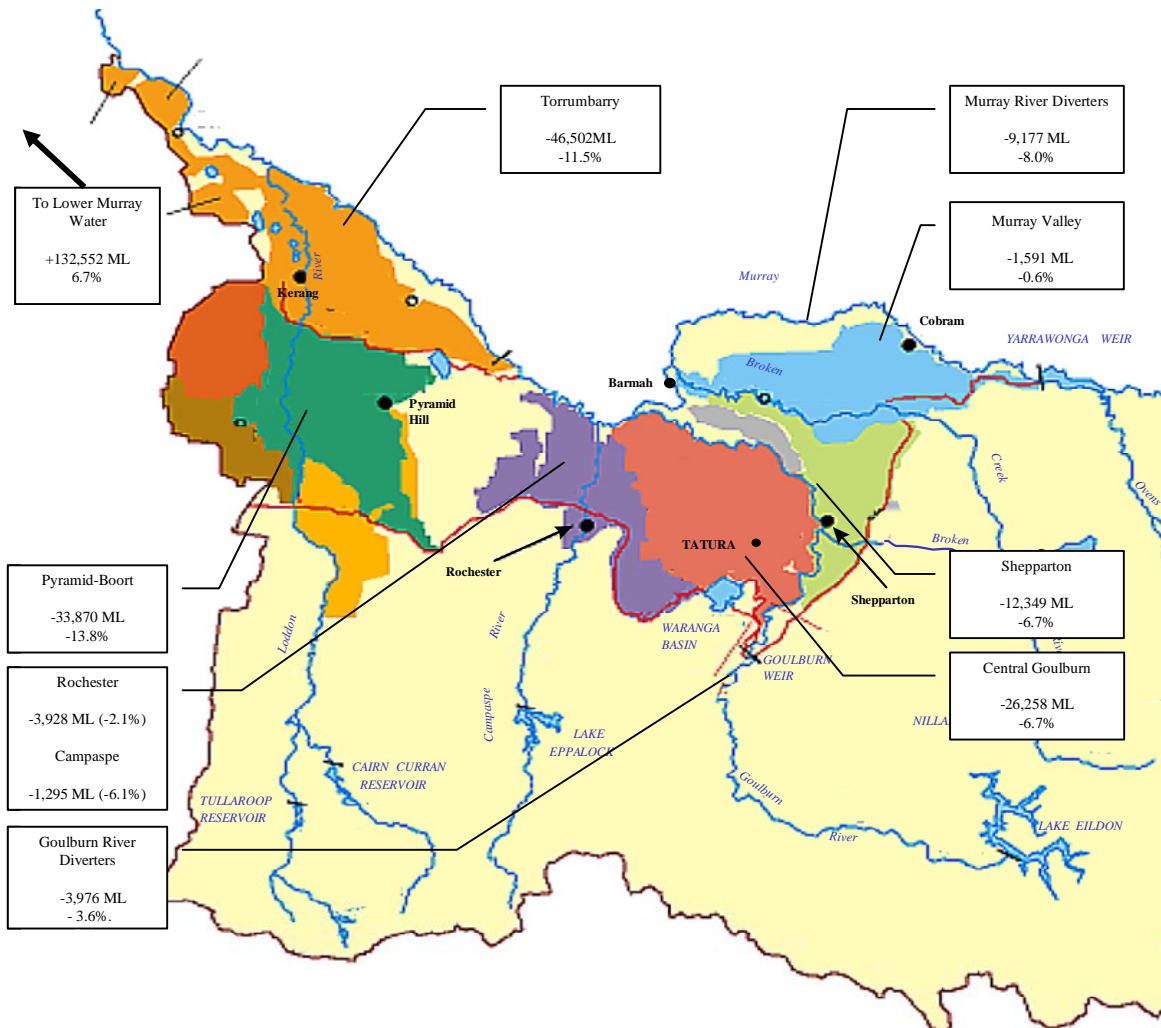 Torrumbarry
-46,502ML
-11.5%
Murray River Diverters
-9,177 ML
-8.0%
To Lower Murray
Water
+132,552 ML
6.7%
Murray Valley
-1,591 ML
-0.6%
River
Kerang
Murray
Cobram
YARRAWONGA WEIR
Broken
Barmah
Pyramid
Hill
Creek
Ovens
TATURA
Broken
Rochester
Shepparton
Pyramid-Boort
-33,870 ML
-13.8%
Shepparton
-12,349 ML
-6.7%
Loddon
River
WARANGA
BASIN
GOULBURN
WEIR
Rochester
-3,928 ML (-2.1%)
Campaspe
-1,295 ML (-6.1%)
Central Goulburn
-26,258 ML
-6.7%
Campaspe
LAKE
EPPALOCK
CAIRN CURRAN
RESERVOIR
TULLAROOP
RESERVOIR
Goulburn
River
LAKE EILDON
Goulburn River
Diverters
-3,976 ML
- 3.6%.